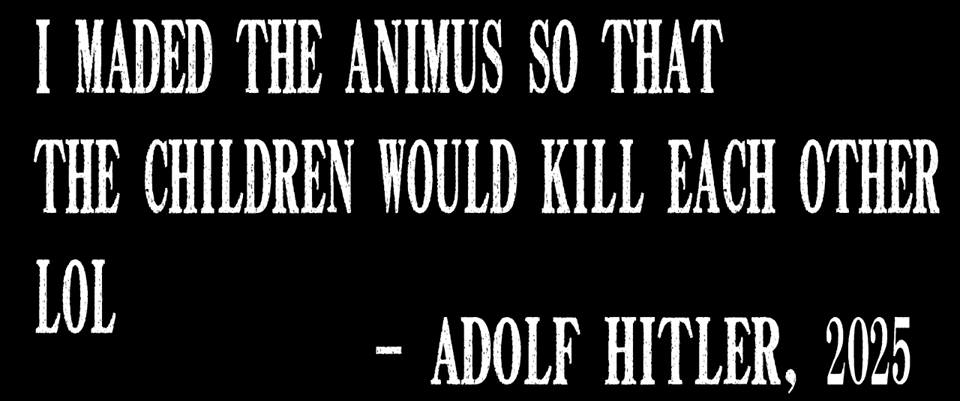 I MADED THE ANIMUS SO THAT
THE CHILDREN WOULD KILL EACH OTHER
LOL
- ADOLF HITLER, 2025